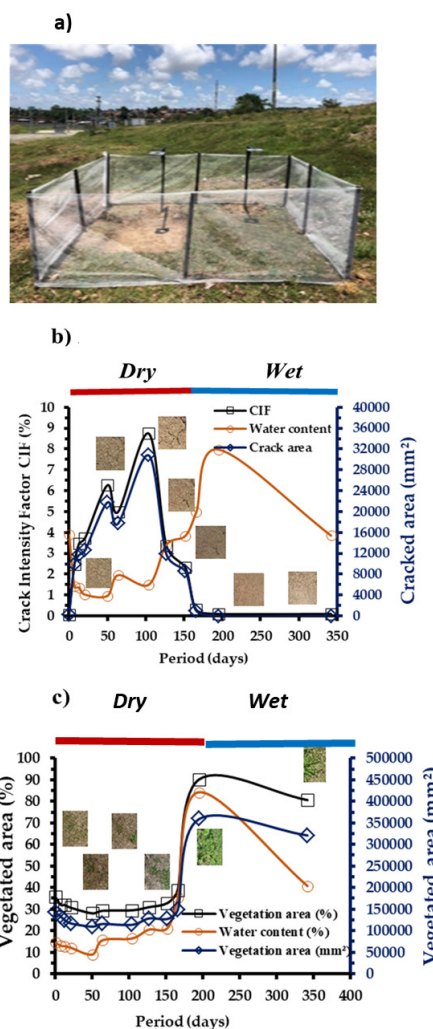 a)
b)
Dry Wet
Crack Intensity Factor CIF (%)
10
9
8
7
6
5
4
3
2
1
0
CIF
Water content
Crack area
40000
36000
32000
28000
24000
20000
16000
12000
8000
4000
0
Cracked area (mm²)
0 50 100 150 200 250 300 350
Period (days)
c)
Dry Wet
Vegetated area (%)
100
90
80
70
60
50
40
30
20
10
0
Vegetation area (%)
Water content (%)
Vegetation area (mm²)
500000
450000
400000
350000
300000
250000
200000
150000
100000
50000
0
Vegetated area (mm²)
0 50 100 150 200 250 300 350 400
Period (days)